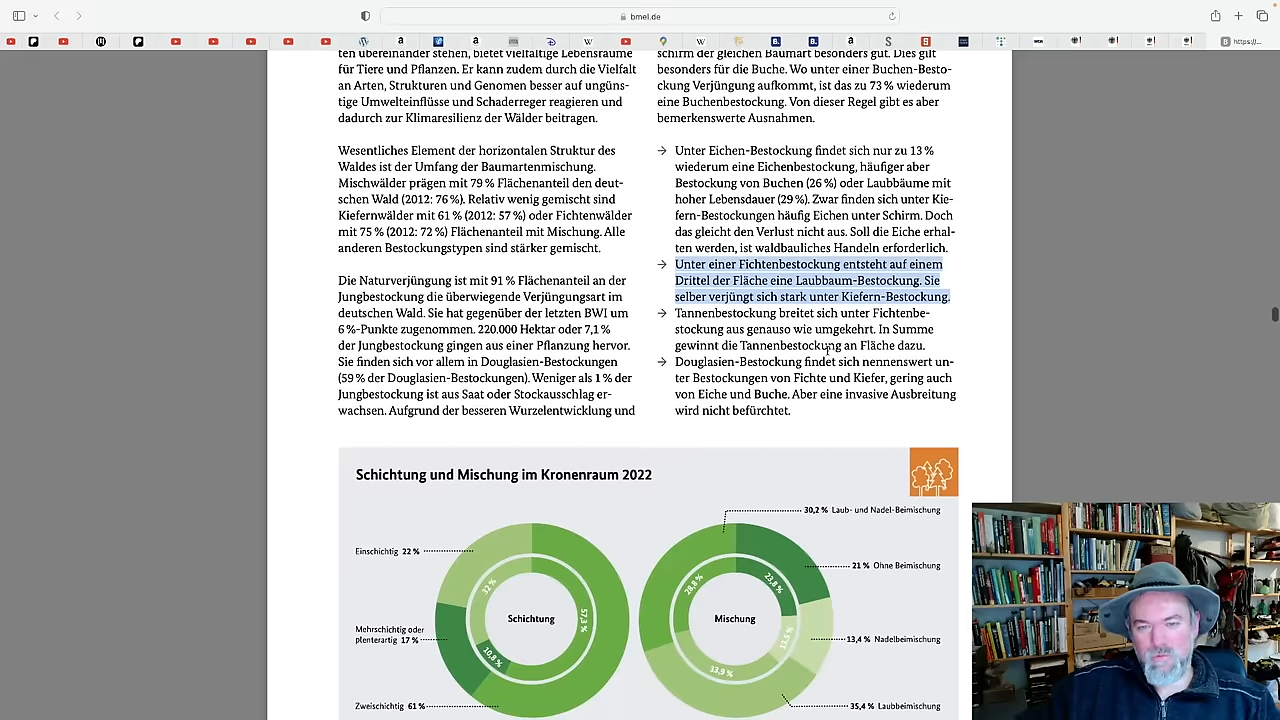 bmel.de
https://...
ten übereinander stehen, bietet vielfältige Lebensräume
für Tiere und Pflanzen. Er kann zudem durch die Vielfalt
an Arten, Strukturen und Genomen besser auf ungüns-
tige Umwelteinflüsse und Schaderreger reagieren und
dadurch zur Klimaresilienz der Wälder beitragen.
Wesentliches Element der horizontalen Struktur des
Waldes ist der Umfang der Baumartenmischung.
Mischwälder prägen mit 79 % Flächenanteil den deut-
schen Wald (2012: 76 %). Relativ wenig gemischt sind
Kiefernwälder mit 61 % (2012: 57 %) oder Fichtenwälder
mit 75 % (2012: 72 %) Flächenanteil mit Mischung. Alle
anderen Bestockungstypen sind stärker gemischt.
Die Naturverjüngung ist mit 91 % Flächenanteil an der
Jungbestockung die überwiegende Verjüngungsart im
deutschen Wald. Sie hat gegenüber der letzten BWI um
6 %-Punkte zugenommen. 220.000 Hektar oder 7,1 %
der Jungbestockung gingen aus einer Pflanzung hervor.
Sie finden sich vor allem in Douglasien-Bestockungen
(59 % der Douglasien-Bestockungen). Weniger als 1 % der
Jungbestockung ist aus Saat oder Stockausschlag er-
wachsen. Aufgrund der besseren Wurzelentwicklung und
schirm der gleichen Baumart besonders gut. Dies gilt
besonders für die Buche. Wo unter einer Buchen-Besto-
ckung Verjüngung aufkommt, ist das zu 73 % wiederum
eine Buchenbestockung. Von dieser Regel gibt es aber
bemerkenswerte Ausnahmen.
→ Unter Eichen-Bestockung findet sich nur zu 13 %
wiederum eine Eichenbestockung, häufiger aber
Bestockung von Buchen (26 %) oder Laubbäume mit
hoher Lebensdauer (29 %). Zwar finden sich unter Kie-
fern-Bestockungen häufig Eichen unter Schirm. Doch
das gleicht den Verlust nicht aus. Soll die Eiche erhal-
ten werden, ist waldbauliches Handeln erforderlich.
→ Unter einer Fichtenbestockung entsteht auf einem
Drittel der Fläche eine Laubbaum-Bestockung. Sie
selber verjüngt sich stark unter Kiefern-Bestockung.
→ Tannenbestockung breitet sich unter Fichtenbe-
stockung aus genauso wie umgekehrt. In Summe
gewinnt die Tannenbestockung an Fläche dazu.
→ Douglasien-Bestockung findet sich nennenswert un-
ter Bestockungen von Fichte und Kiefer, gering auch
von Eiche und Buche. Aber eine invasive Ausbreitung
wird nicht befürchtet.
Schichtung und Mischung im Kronenraum 2022
Einschichtig 22 %
Mehrschichtig oder
plenterartig 17 %
Zweischichtig 61 %
32 %
57,3 %
10,8 %
Schichtung
30,2 % Laub- und Nadel-Beimischung
21 % Ohne Beimischung
13,4 % Nadelbeimischung
35,4 % Laubbeimischung
28,8 %
23,8 %
13,5 %
33,9 %
Mischung